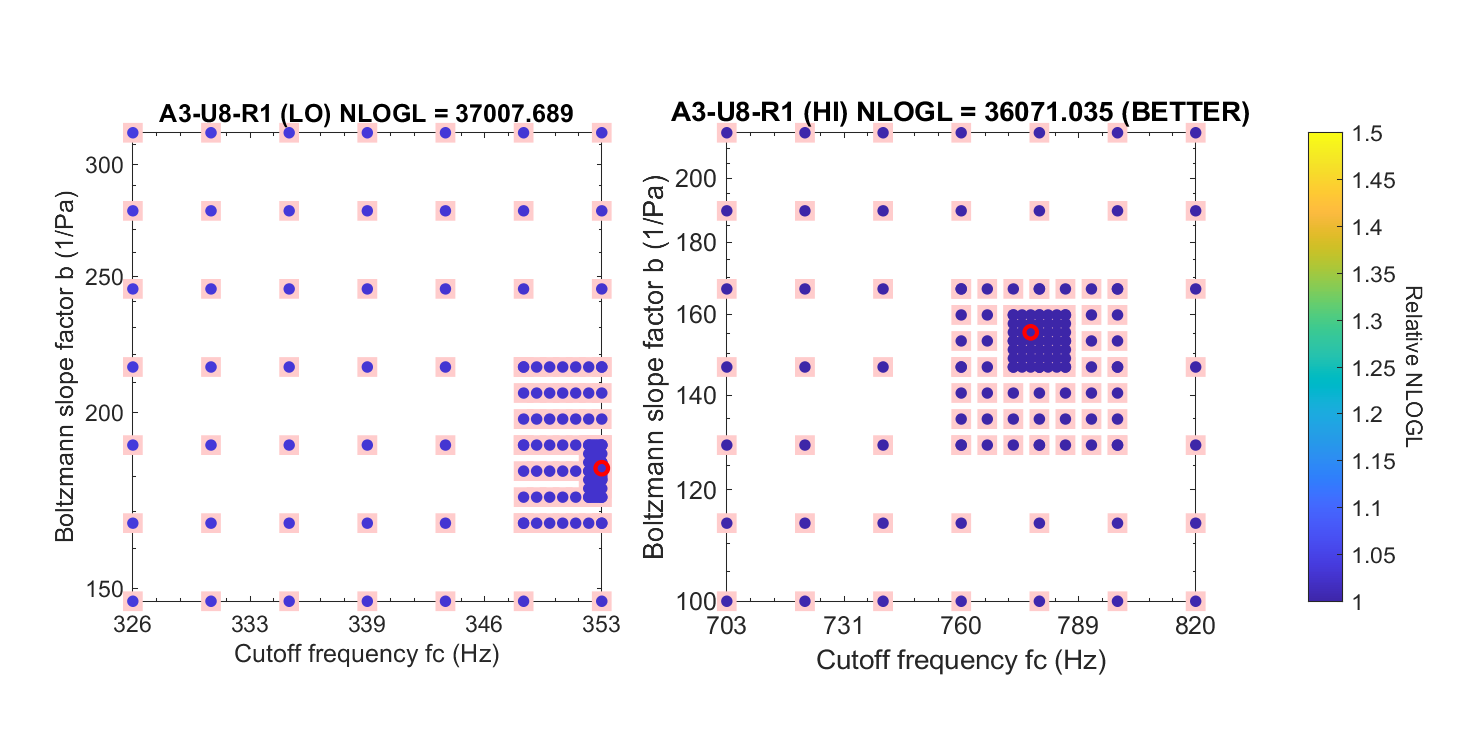 A3-U8-R1 (LO) NLOGL = 37007.689
300
250
200
150
Boltzmann slope factor b (1/Pa)
326 333 339 346 353
Cutoff frequency fc (Hz)
A3-U8-R1 (HI) NLOGL = 36071.035 (BETTER)
200
180
160
140
120
100
Boltzmann slope factor b (1/Pa)
703 731 760 789 820
Cutoff frequency fc (Hz)
1.5
1.45
1.4
1.35
1.3
1.25
1.2
1.15
1.1
1.05
1
Relative NLOGL